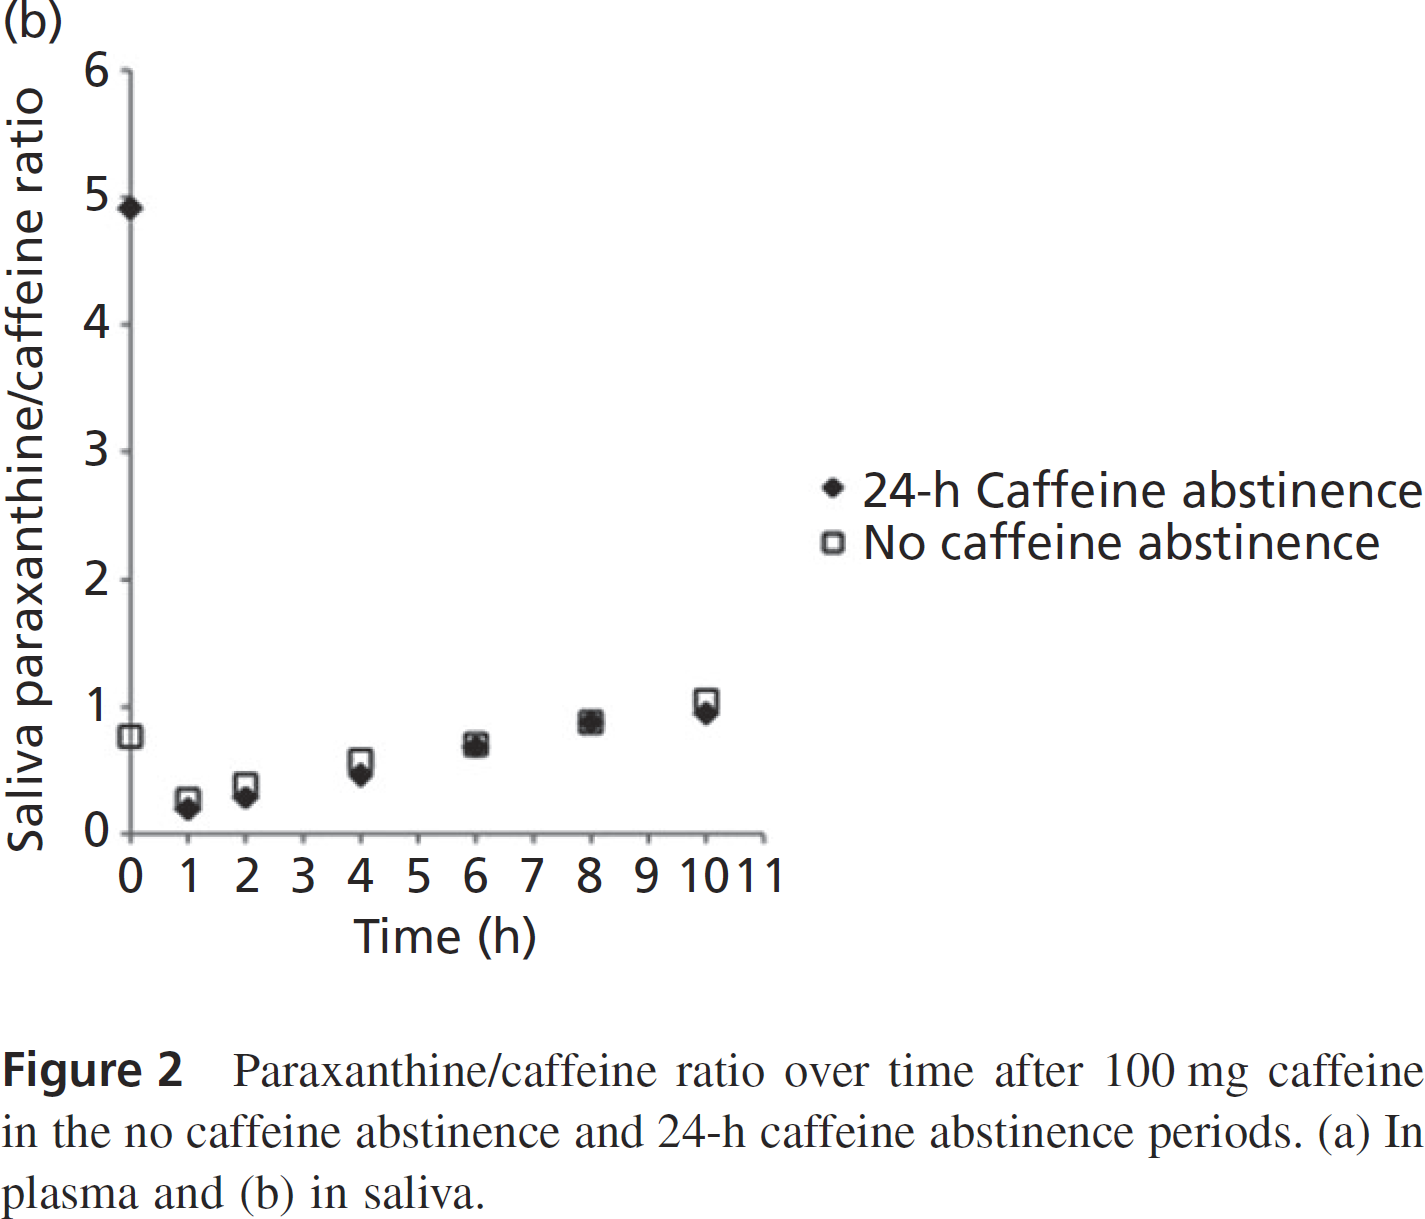 (b)
Saliva paraxanthine/caffeine ratio
6
5
4
3
2
1
0
0 1 2 3 4 5 6 7 8 9 10 11
Time (h)
24-h Caffeine abstinence
No caffeine abstinence
Figure 2 Paraxanthine/caffeine ratio over time after 100 mg caffeine
in the no caffeine abstinence and 24-h caffeine abstinence periods. (a) In
plasma and (b) in saliva.